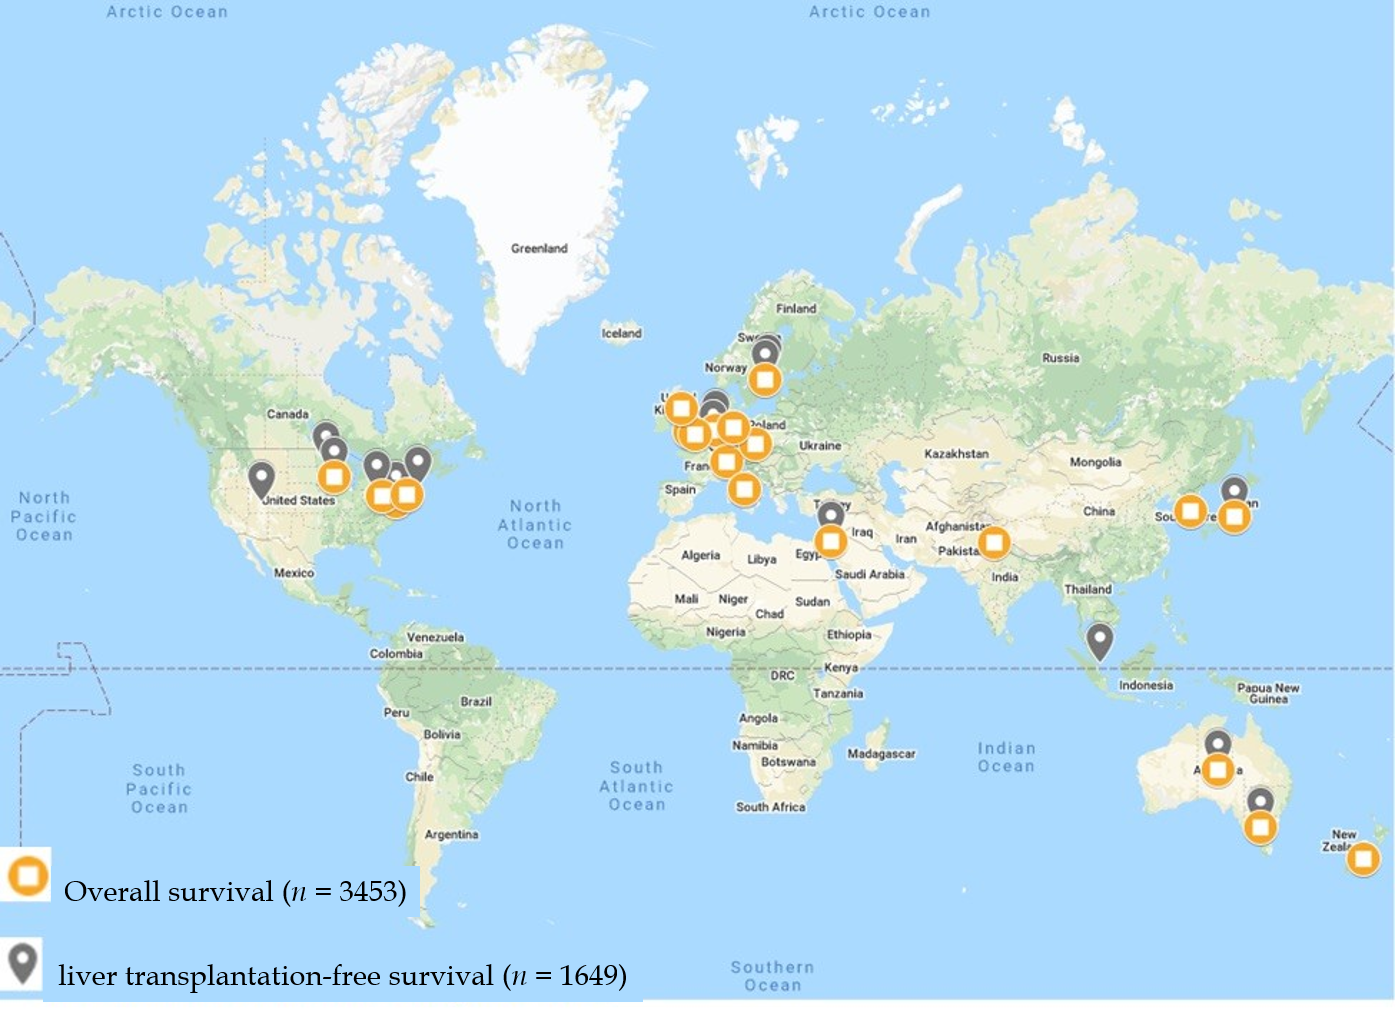 Arctic Ocean
Arctic Ocean
Greenland
Finland
Iceland
Norway
Russia
Canada
Poland
Ukraine
Kazakhstan
Mongolia
North
Pacific
Ocean
United States
North
Atlantic
Ocean
Spain
China
Afghanistan
Iraq
Iran
Algeria
Libya
Saudi Arabia
India
Mexico
Thailand
Mali
Niger
Chad
Sudan
Nigeria
Ethiopia
Venezuela
Colombia
DRC
Kenya
Indonesia
Papua New
Guinea
Tanzania
Brazil
Peru
Angola
Bolivia
Namibia
Botswana
Madagascar
Indian
Ocean
South
Pacific
Ocean
Chile
South
Atlantic
Ocean
South Africa
Argentina
New
Overall survival (n = 3453)
liver transplantation-free survival (n = 1649)
Southern
Ocean